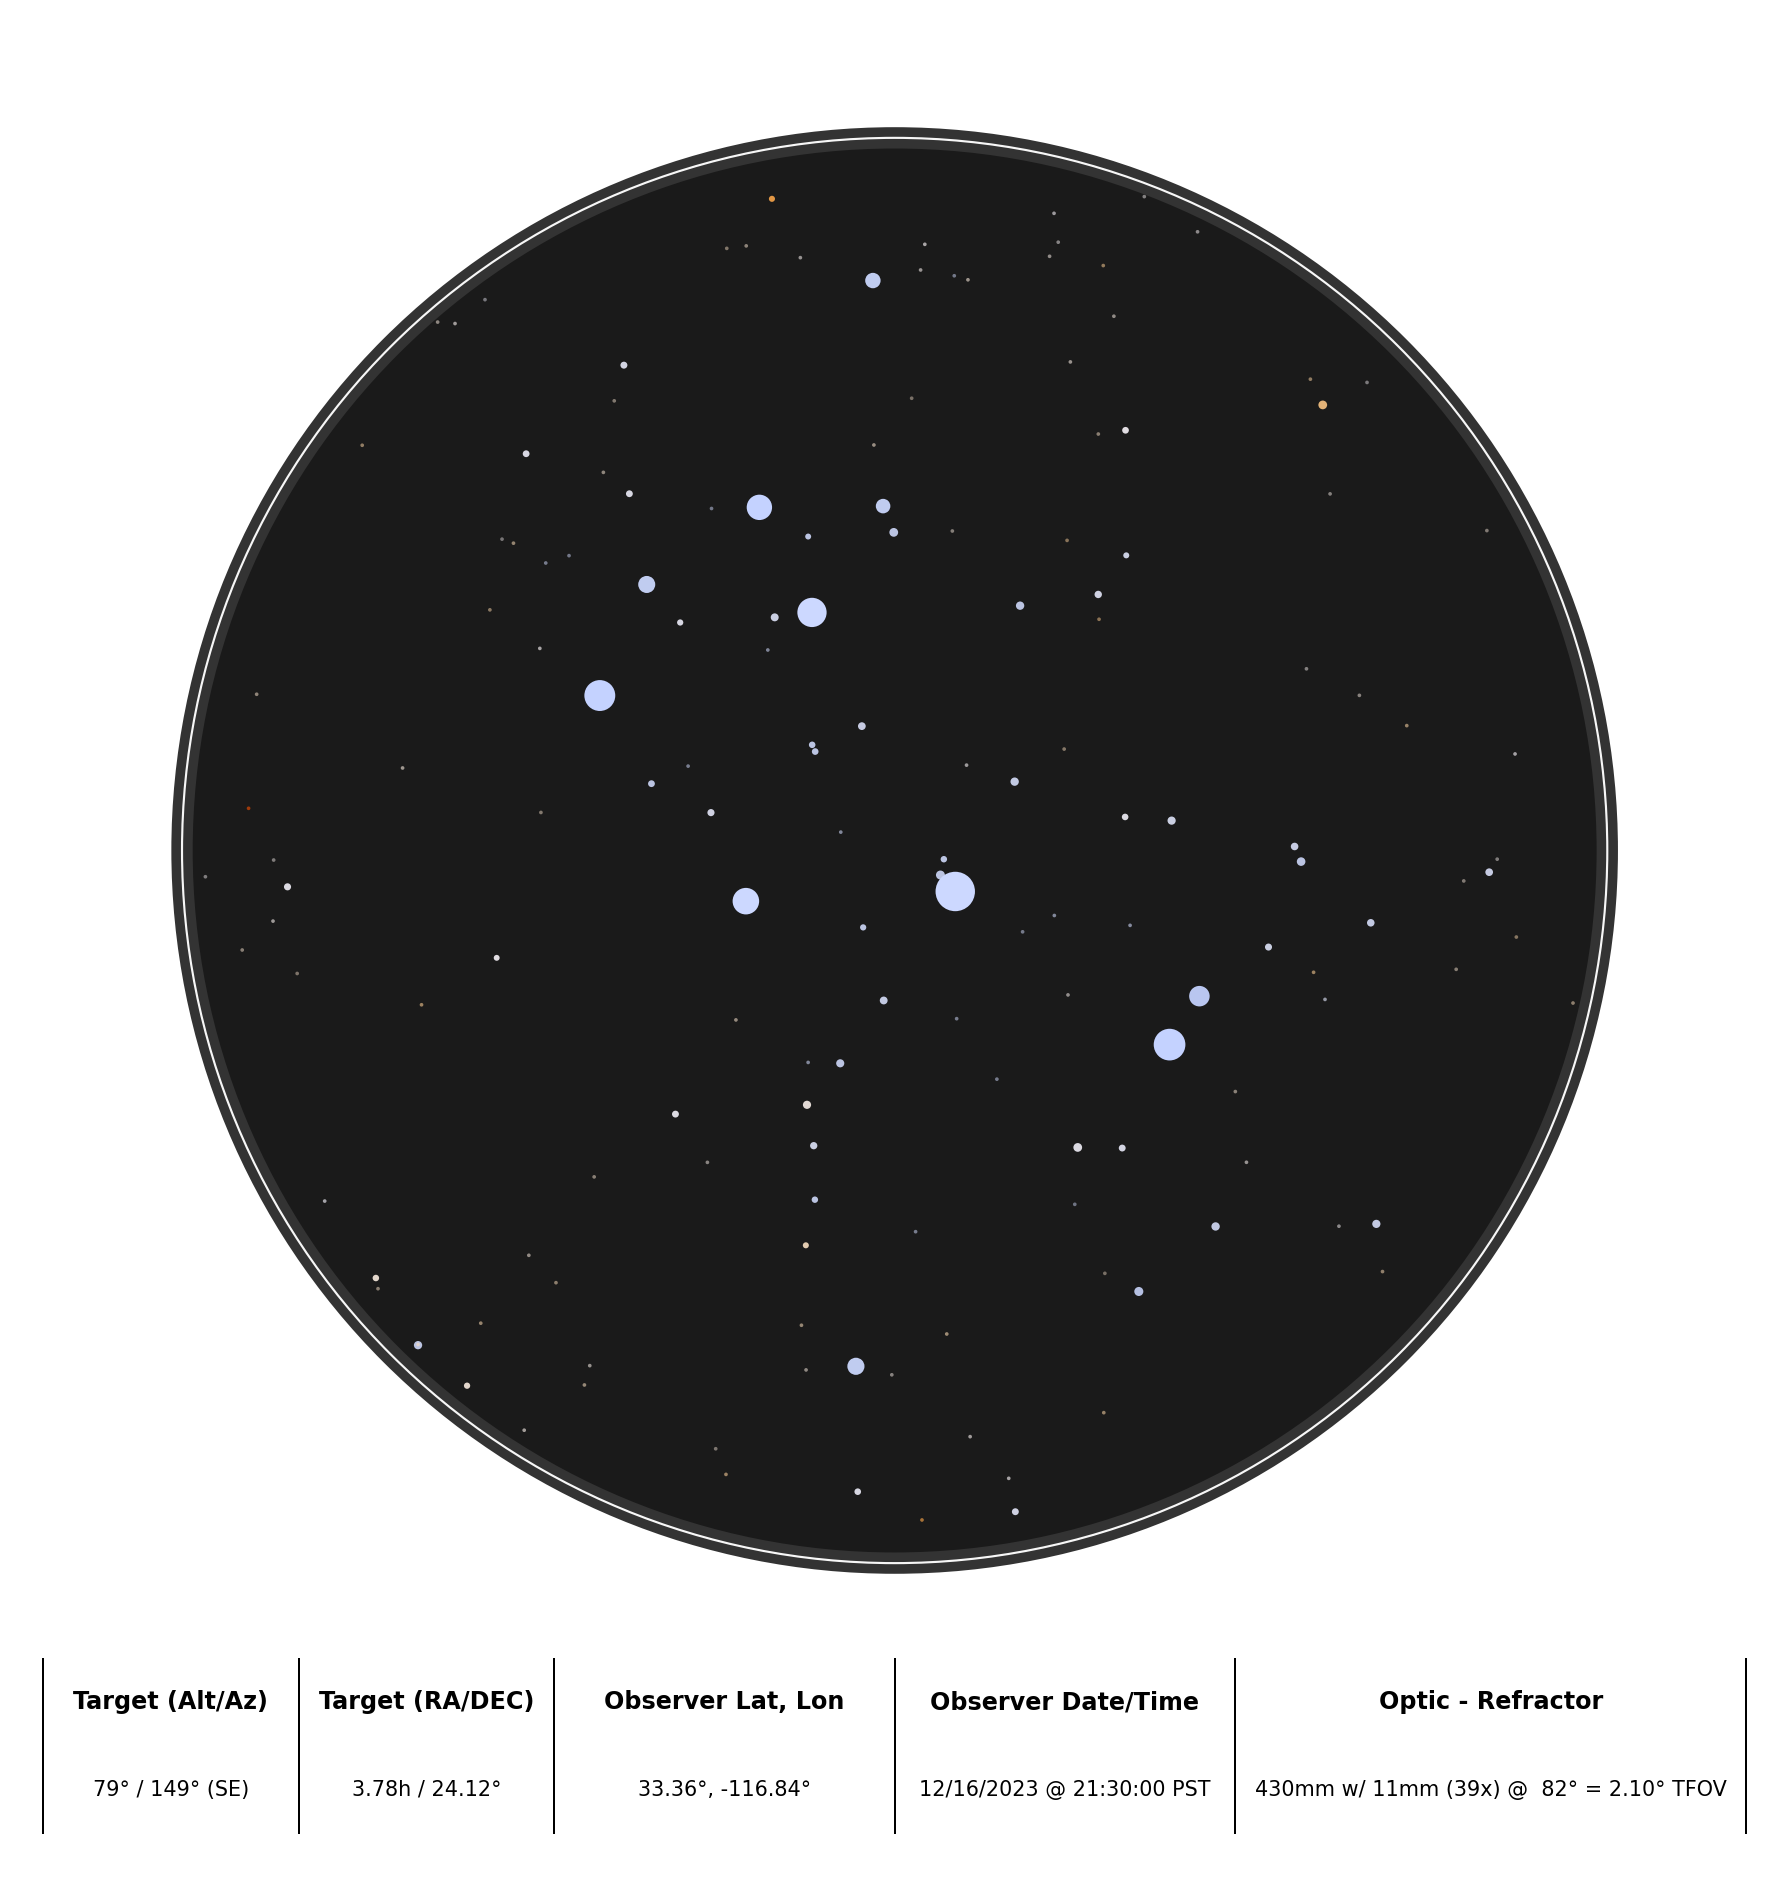 Target (Alt/Az)
Target (RA/DEC)
Observer Lat, Lon
Observer Date/Time
Optic - Refractor
79° / 149° (SE)
3.78h / 24.12°
33.36°, -116.84°
12/16/2023 @ 21:30:00 PST
430mm w/ 11mm (39x) @  82° = 2.10° TFOV